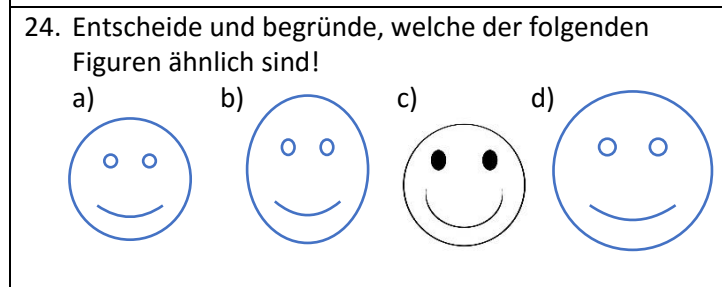 24. Entscheide und begründe, welche der folgenden
Figuren ähnlich sind!
a) b) c) d)